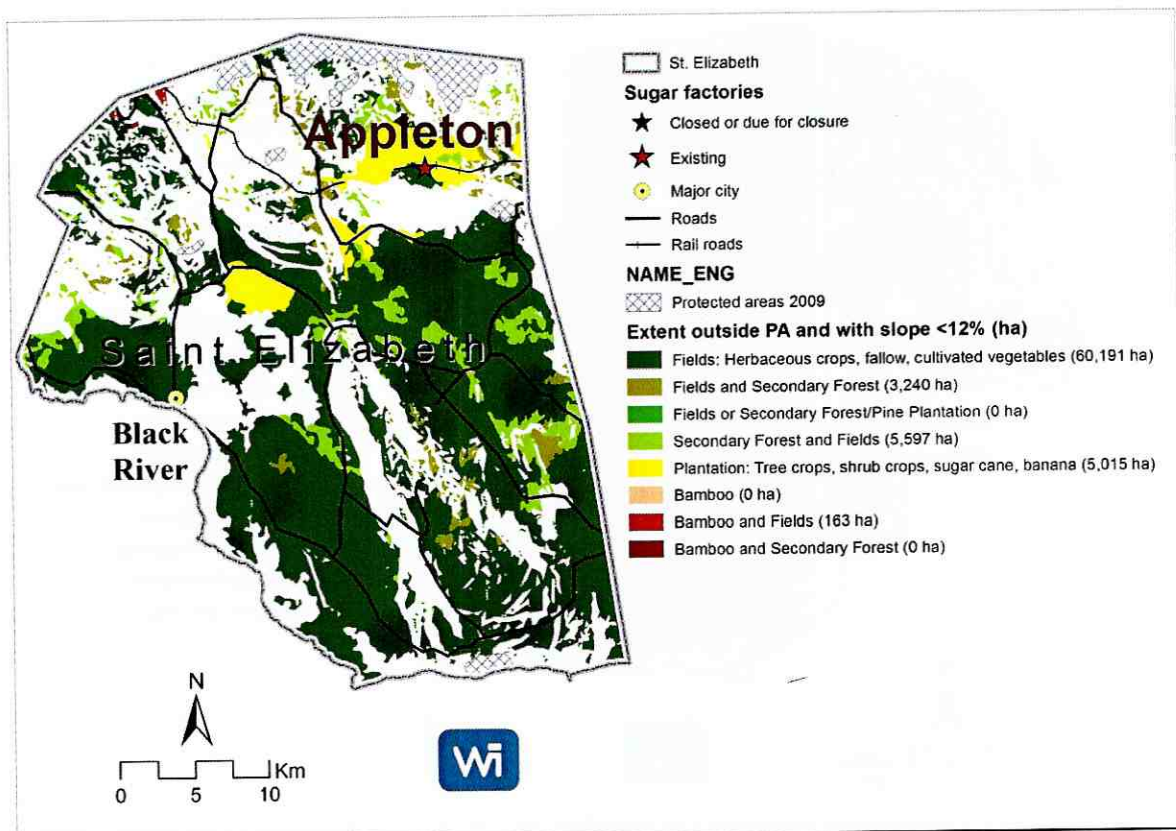 St. Elizabeth
Sugar factories
Closed or due for closure
Existing
Major city
Roads
Rail roads
NAME_ENG
Protected areas 2009
Extent outside PA and with slope <12% (ha)
Fields: Herbaceous crops, fallow, cultivated vegetables (60,191 ha)
Fields and Secondary Forest (3,240 ha)
Fields or Secondary Forest/Pine Plantation (0 ha)
Secondary Forest and Fields (5,597 ha)
Plantation: Tree crops, shrub crops, sugar cane, banana (5,015 ha)
Bamboo (0 ha)
Bamboo and Fields (163 ha)
Bamboo and Secondary Forest (0 ha)
Appleton
Saint Elizabeth
Black
River
N
Km
0 5 10
Wi